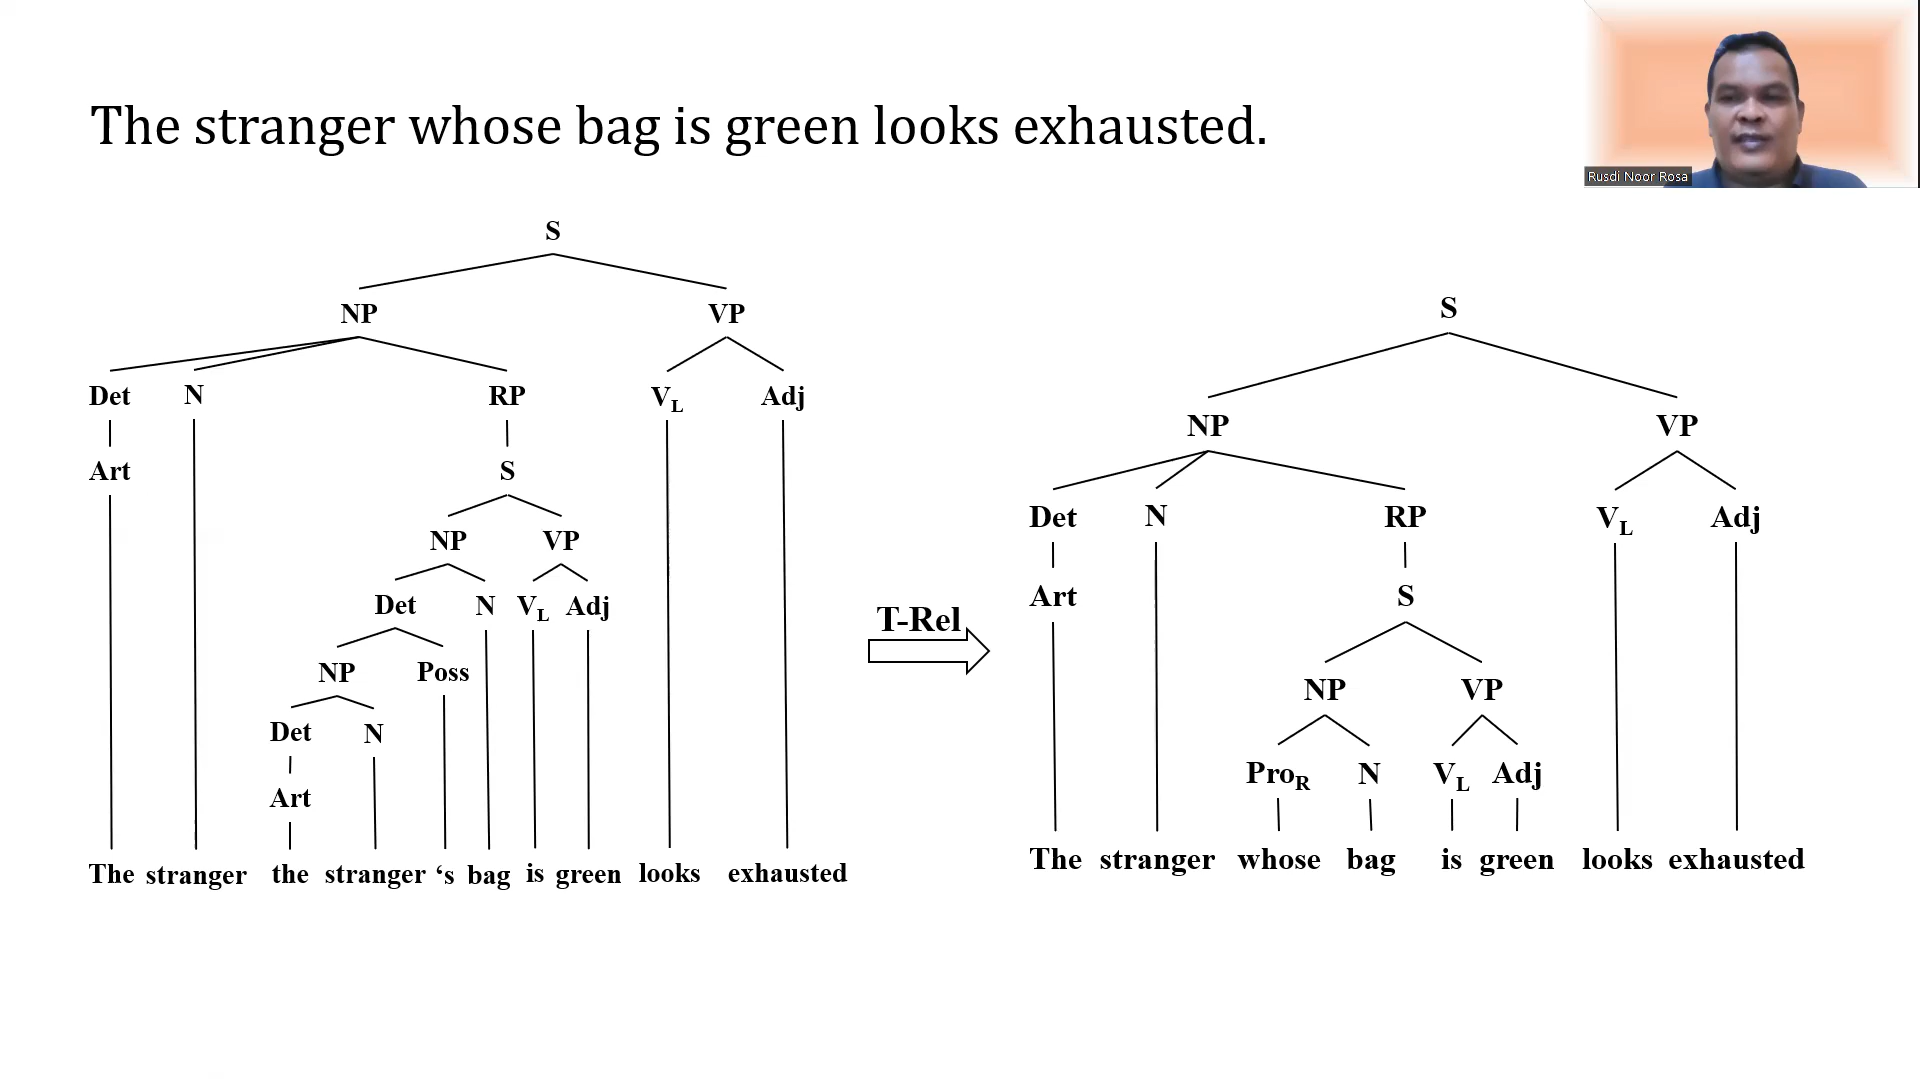 The stranger whose bag is green looks exhausted.
Rusdi Noor Rosa
S
NP VP
Det N RP VL Adj
Art S
NP VP
Det N VL Adj
NP Poss
Det N
Art
The stranger the stranger ‘s bag is green looks exhausted
T-Rel
S
NP VP
Det N RP VL Adj
Art S
NP VP
ProR N VL Adj
The stranger whose bag is green looks exhausted